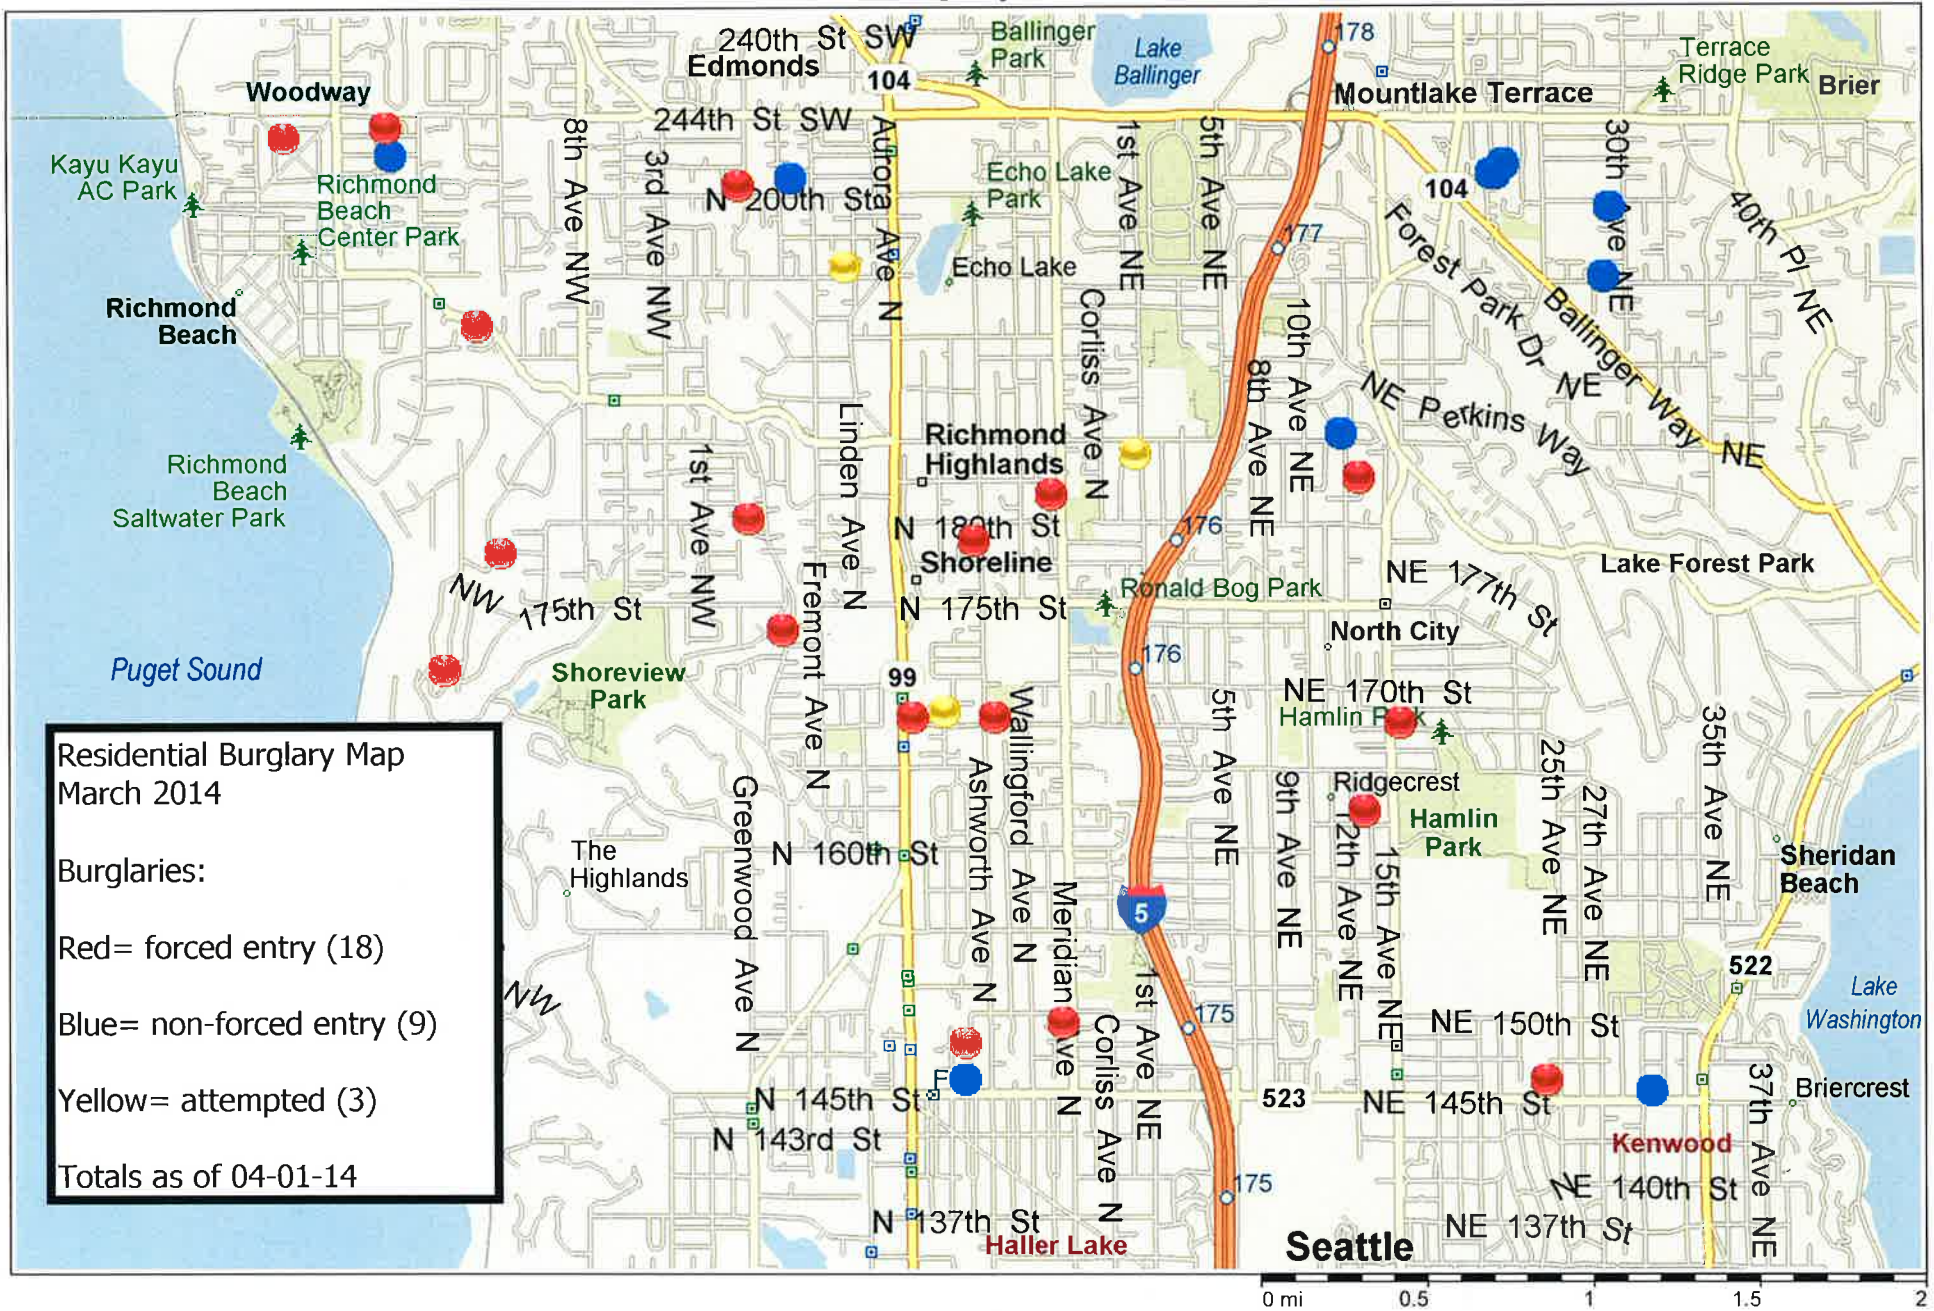 240th St SW
Edmonds
Ballinger
Park
Lake
Ballinger
178
Terrace
Ridge Park
Brier
Woodway
104
Mountlake Terrace
244th St SW
Kayu Kayu
AC Park
Richmond
Beach
Center Park
8th Ave NW
3rd Ave NW
N 200th St
Aurora Ave N
Echo Lake
Park
1st Ave NE
5th Ave NE
104
30th Ave NE
40th Pl NE
177
Echo Lake
Forest Park Dr NE
Ballinger Way NE
Richmond
Beach
Corliss Ave N
10th Ave NE
8th Ave NE
NE Perkins Way
Richmond
Beach
Saltwater Park
1st Ave NW
Linden Ave N
Richmond
Highlands
N 180th St
Shoreline
176
NW 175th St
Fremont Ave N
N 175th St
Ronald Bog Park
NE 177th St
Lake Forest Park
North City
176
Puget Sound
Shoreview
Park
99
NE 170th St
Hamlin Park
Wallingford Ave N
5th Ave NE
35th Ave NE
Residential Burglary Map
March 2014
Burglaries:
Red= forced entry (18)
Blue= non-forced entry (9)
Yellow= attempted (3)
Totals as of 04-01-14
Greenwood Ave N
Ashworth Ave N
9th Ave NE
Ridgecrest
12th Ave NE
Hamlin
Park
25th Ave NE
27th Ave NE
The
Highlands
N 160th St
15th Ave NE
Sheridan
Beach
Meridian Ave N
5
522
NW
1st Ave NE
175
NE 150th St
Lake
Washington
Corliss Ave N
F
N 145th St
523
NE 145th St
37th Ave NE
Briercrest
N 143rd St
Kenwood
175
NE 140th St
N 137th St
Haller Lake
Seattle
NE 137th St
0 mi 0.5 1 1.5 2